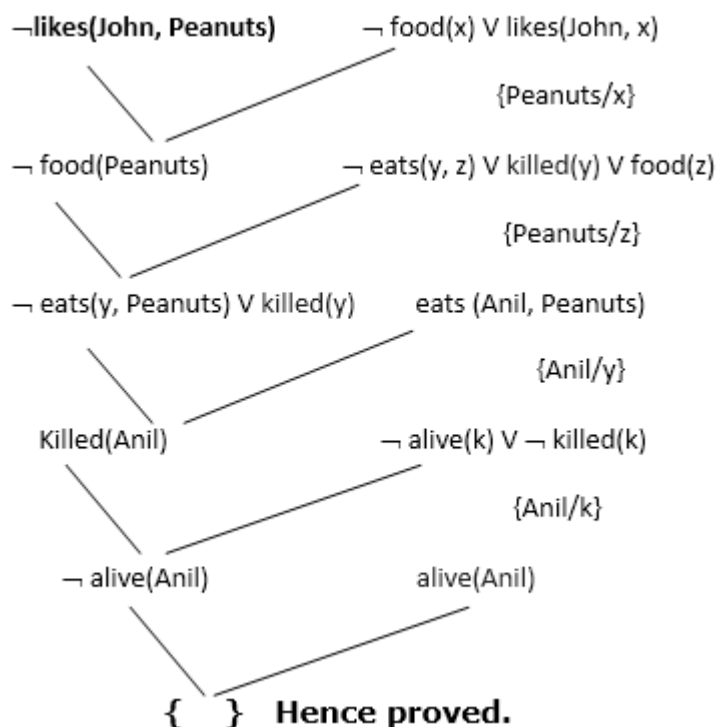 ¬likes(John, Peanuts) ¬ food(x) V likes(John, x)
{Peanuts/x}
¬ food(Peanuts) ¬ eats(y, z) V killed(y) V food(z)
{Peanuts/z}
¬ eats(y, Peanuts) V killed(y) eats (Anil, Peanuts)
{Anil/y}
Killed(Anil) ¬ alive(k) V ¬ killed(k)
{Anil/k}
¬ alive(Anil) alive(Anil)
{ } Hence proved.